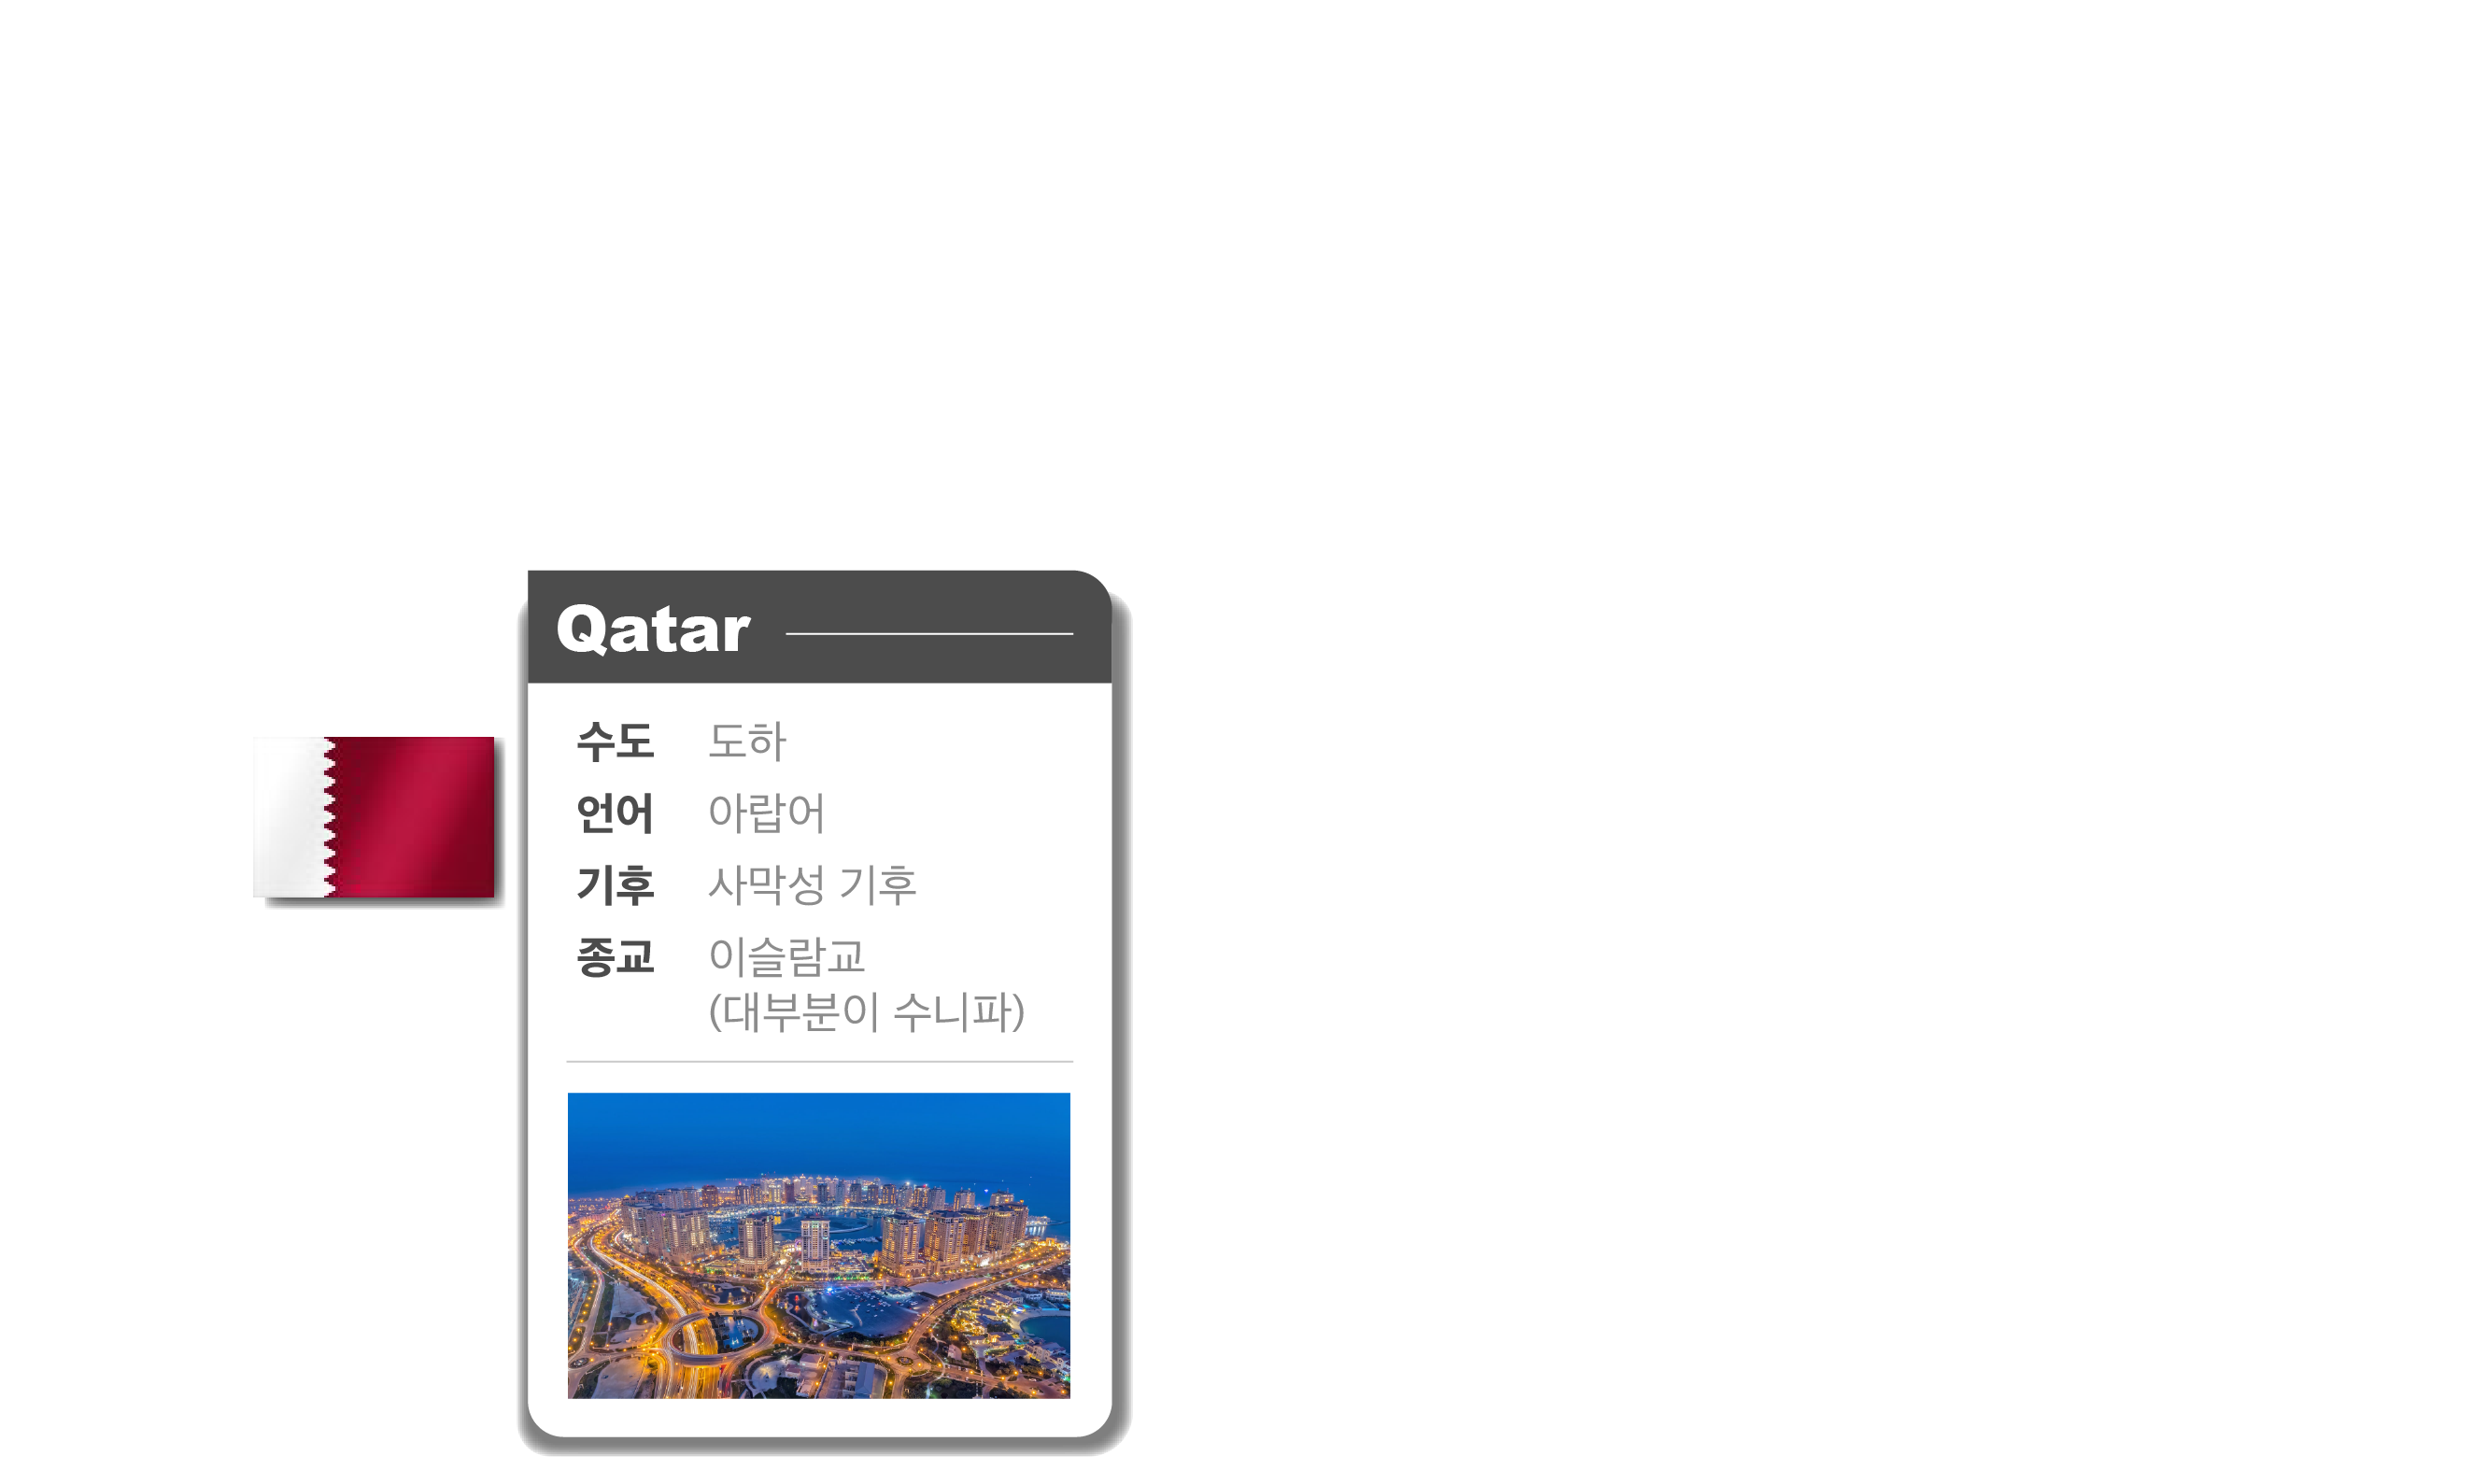 Qatar
수도 도하
언어 아랍어
기후 사막성 기후
종교 이슬람교
(대부분이 수니파)